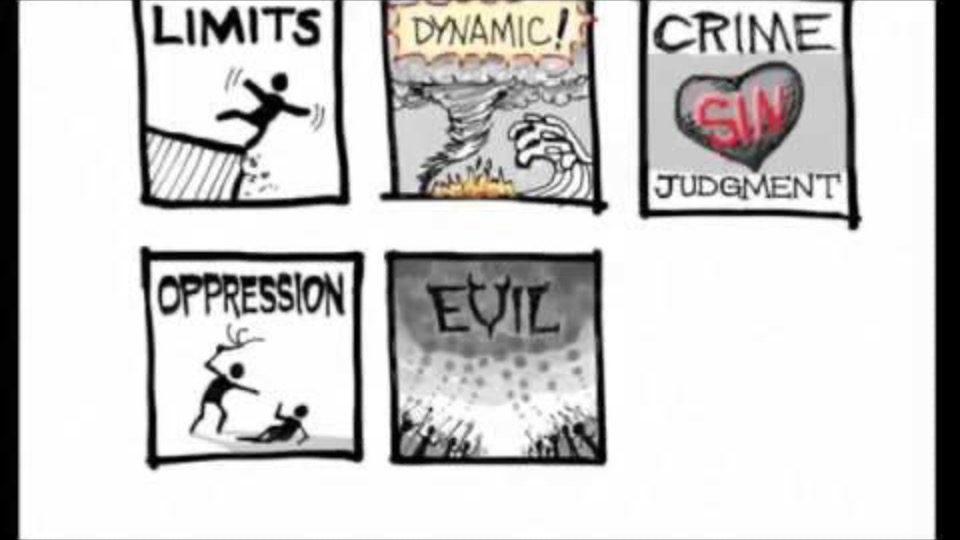 LIMITS
DYNAMIC!
CRIME
SIN
JUDGMENT
OPPRESSION
EVIL